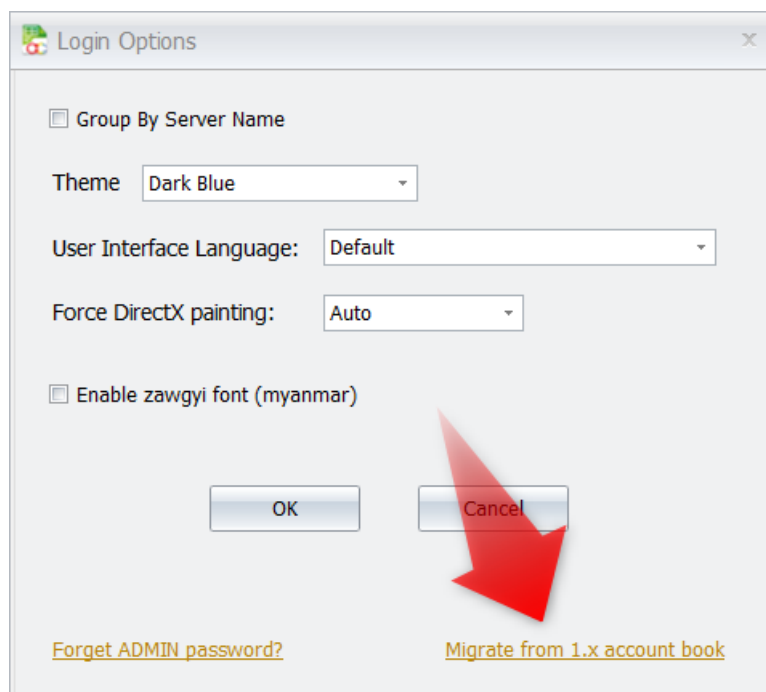 Login Options
Group By Server Name
Theme Dark Blue
User Interface Language: Default
Force DirectX painting: Auto
Enable zawgyi font (myanmar)
OK Cancel
Forget ADMIN password? Migrate from 1.x account book